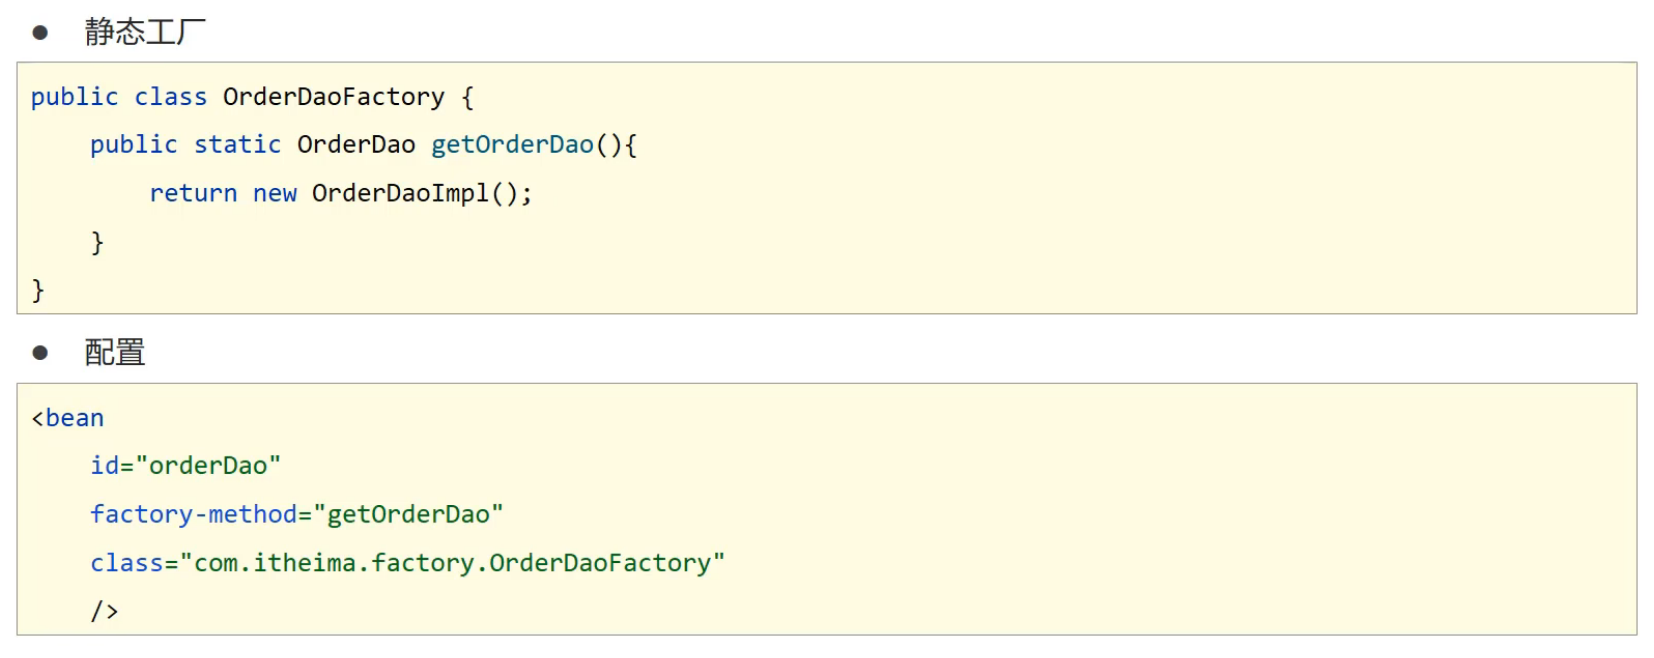 ● 静态工厂
public class OrderDaoFactory {
    public static OrderDao getOrderDao(){
        return new OrderDaoImpl();
    }
}
● 配置
<bean
    id="orderDao"
    factory-method="getOrderDao"
    class="com.itheima.factory.OrderDaoFactory"
    />